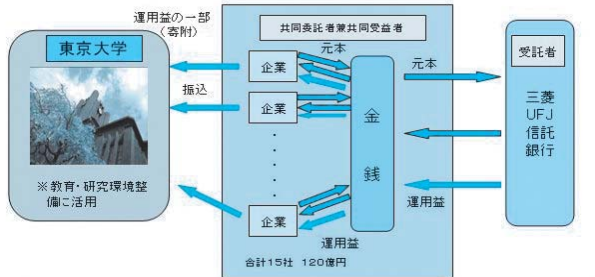 運用益の一部
（寄附）
東京大学
振込
※教育・研究環境整
備に活用
共同委託者兼共同受益者
企業
元本
企業
・
・
・
・
・
企業
金
銭
運用益
合計15社 120億円
元本
運用益
受託者
三菱
UFJ
信託
銀行